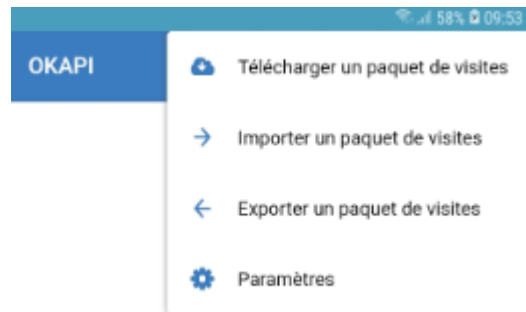 58% 09:53
OKAPI
Télécharger un paquet de visites
Importer un paquet de visites
Exporter un paquet de visites
Paramètres